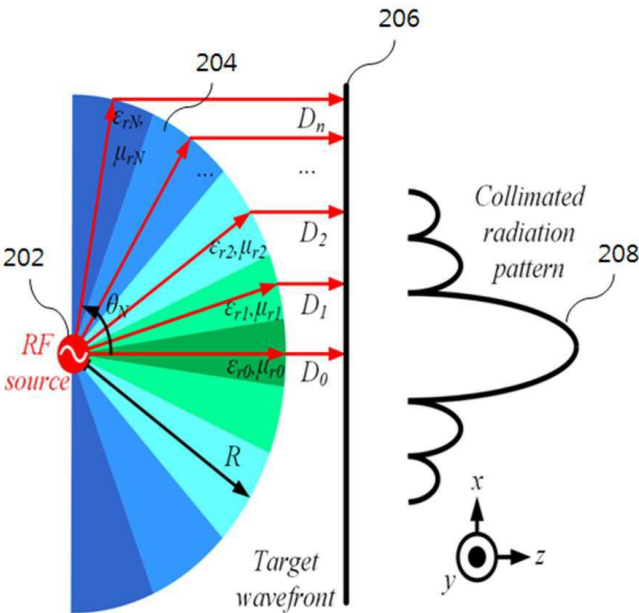 206
204
εrN,
μrN
Dn
...
...
Collimated
radiation
pattern
εr2,μr2
D2
208
202
θN
εr1,μr1
D1
RF
source
εr0,μr0
D0
R
x
Target
wavefront
y
z